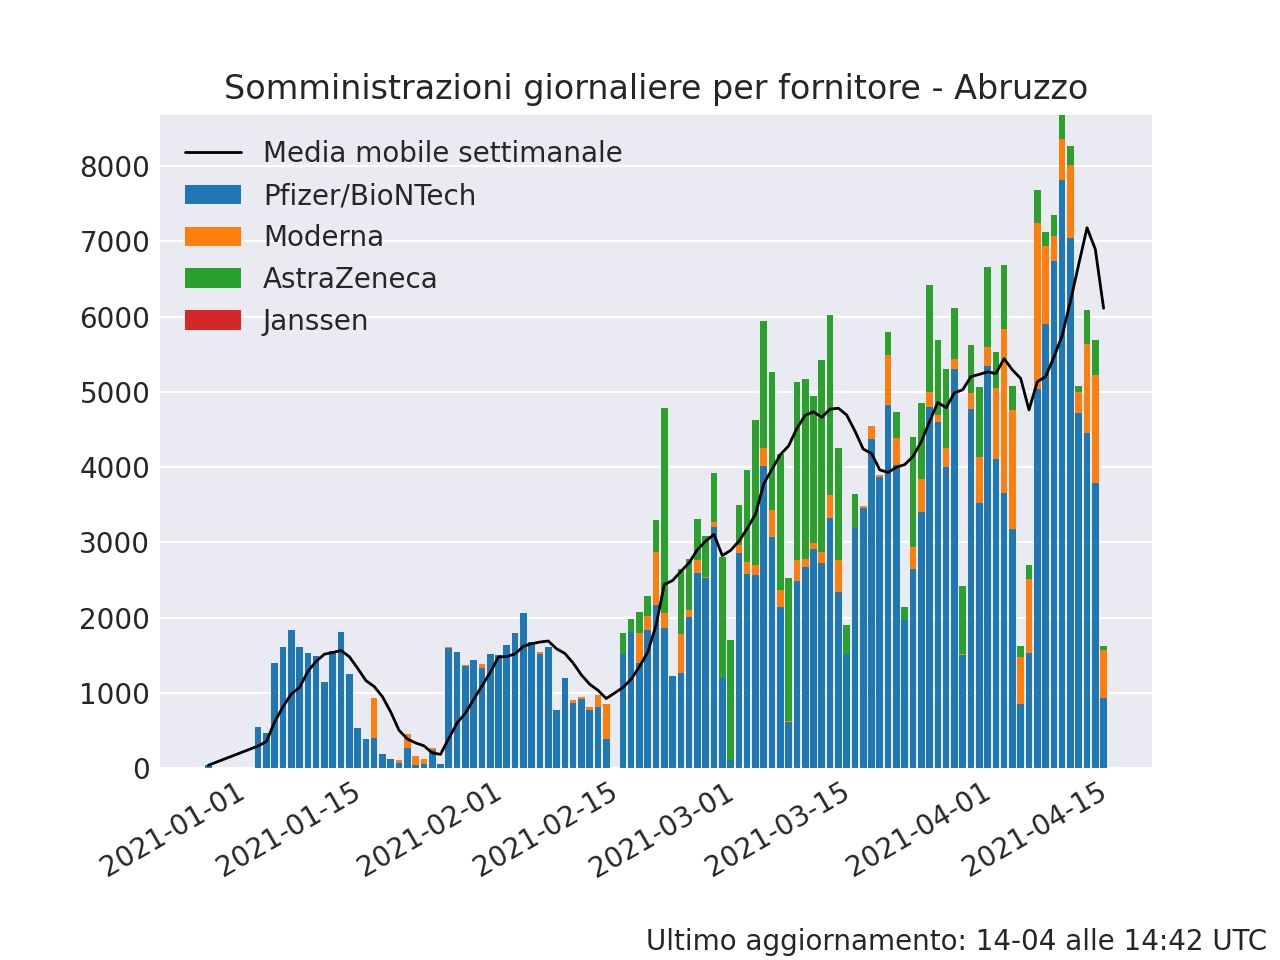 Somministrazioni giornaliere per fornitore - Abruzzo
Media mobile settimanale
Pfizer/BioNTech
Moderna
AstraZeneca
Janssen
8000
7000
6000
5000
4000
3000
2000
1000
0
2021-01-01
2021-01-15
2021-02-01
2021-02-15
2021-03-01
2021-03-15
2021-04-01
2021-04-15
Ultimo aggiornamento: 14-04 alle 14:42 UTC